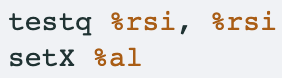 testq %rsi, %rsi
setX %al